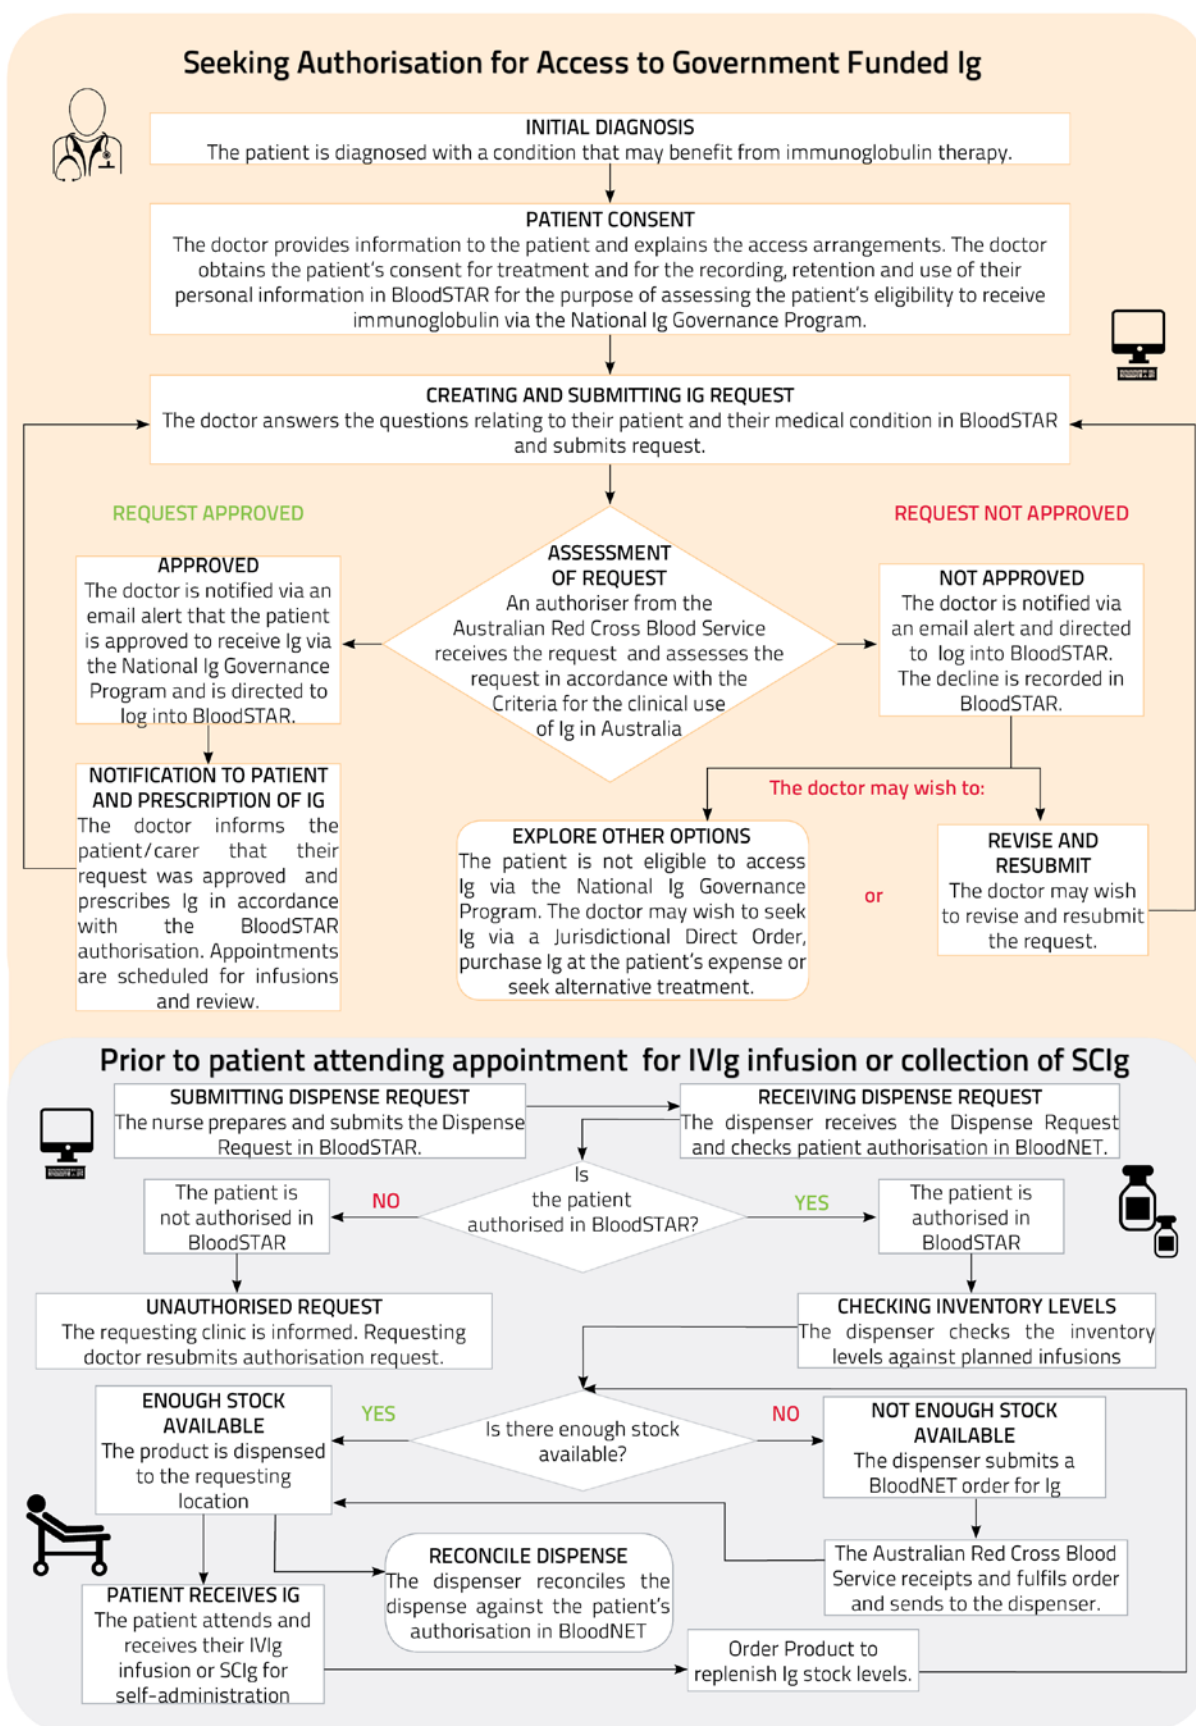 Seeking Authorisation for Access to Government Funded Ig
INITIAL DIAGNOSIS
The patient is diagnosed with a condition that may benefit from immunoglobulin therapy.
PATIENT CONSENT
The doctor provides information to the patient and explains the access arrangements. The doctor
obtains the patient's consent for treatment and for the recording, retention and use of their
personal information in BloodSTAR for the purpose of assessing the patient's eligibility to receive
immunoglobulin via the National Ig Governance Program.
CREATING AND SUBMITTING IG REQUEST
The doctor answers the questions relating to their patient and their medical condition in BloodSTAR
and submits request.
REQUEST APPROVED
REQUEST NOT APPROVED
APPROVED
The doctor is notified via an
email alert that the patient
is approved to receive Ig via
the National Ig Governance
Program and is directed to
log into BloodSTAR.
ASSESSMENT
OF REQUEST
An authoriser from the
Australian Red Cross Blood Service
receives the request and assesses the
request in accordance with the
Criteria for the clinical use
of Ig in Australia
NOT APPROVED
The doctor is notified via
an email alert and directed
to log into BloodSTAR.
The decline is recorded in
BloodSTAR.
NOTIFICATION TO PATIENT
AND PRESCRIPTION OF IG
The doctor informs the
patient/carer that their
request was approved and
prescribes Ig in accordance
with the BloodSTAR
authorisation. Appointments
are scheduled for infusions
and review.
The doctor may wish to:
EXPLORE OTHER OPTIONS
The patient is not eligible to access
Ig via the National Ig Governance
Program. The doctor may wish to seek
Ig via a Jurisdictional Direct Order,
purchase Ig at the patient's expense or
seek alternative treatment.
or
REVISE AND
RESUBMIT
The doctor may wish
to revise and resubmit
the request.
Prior to patient attending appointment for IVIg infusion or collection of SCIg
SUBMITTING DISPENSE REQUEST
The nurse prepares and submits the Dispense
Request in BloodSTAR.
RECEIVING DISPENSE REQUEST
The dispenser receives the Dispense Request
and checks patient authorisation in BloodNET.
The patient is
not authorised in
BloodSTAR
NO
Is
the patient
authorised in BloodSTAR?
YES
The patient is
authorised in
BloodSTAR
UNAUTHORISED REQUEST
The requesting clinic is informed. Requesting
doctor resubmits authorisation request.
CHECKING INVENTORY LEVELS
The dispenser checks the inventory
levels against planned infusions
ENOUGH STOCK
AVAILABLE
The product is dispensed
to the requesting
location
YES
Is there enough stock
available?
NO
NOT ENOUGH STOCK
AVAILABLE
The dispenser submits a
BloodNET order for Ig
RECONCILE DISPENSE
The dispenser reconciles the
dispense against the patient's
authorisation in BloodNET
The Australian Red Cross Blood
Service receipts and fulfils order
and sends to the dispenser.
PATIENT RECEIVES IG
The patient attends and
receives their IVIg
infusion or SCIg for
self-administration
Order Product to
replenish Ig stock levels.